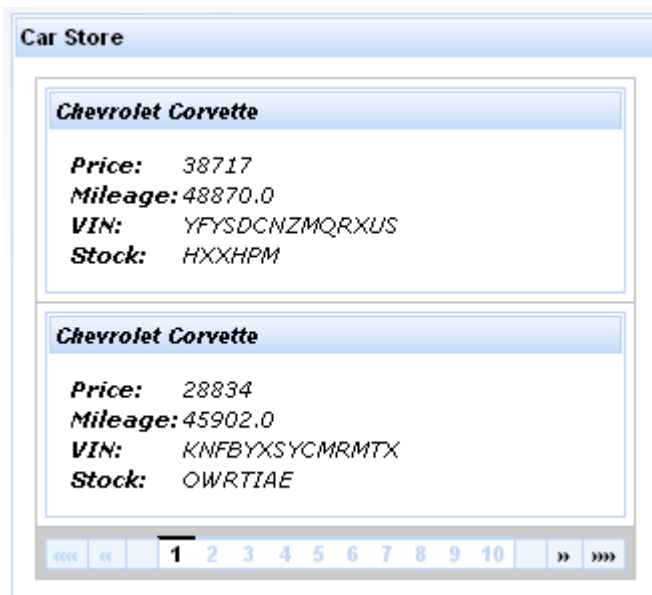 Car Store
Chevrolet Corvette
Price: 38717
Mileage: 48870.0
VIN: YFYSDCNZMQRXUS
Stock: HXXHPM
Chevrolet Corvette
Price: 28834
Mileage: 45902.0
VIN: KNFBYXSYCMRMTX
Stock: OWRTIAE
«« « 1 2 3 4 5 6 7 8 9 10 » »»